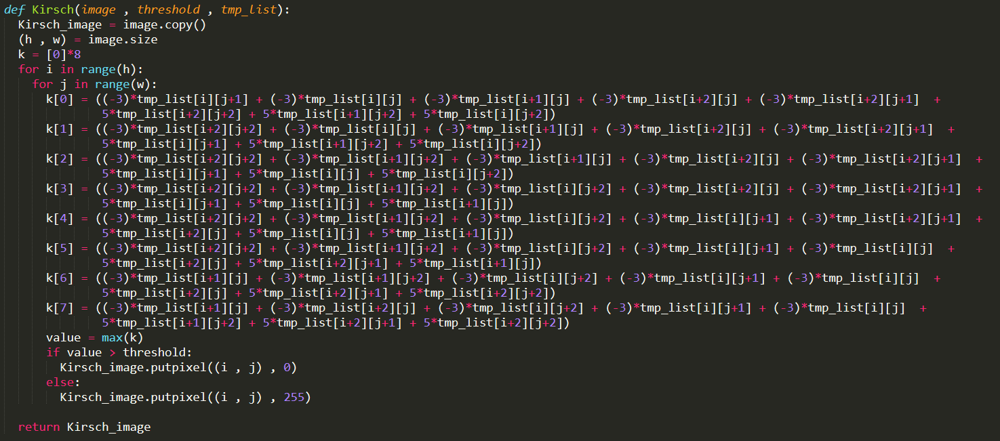 def Kirsch(image , threshold , tmp_list):
  Kirsch_image = image.copy()
  (h , w) = image.size
  k = [0]*8
  for i in range(h):
    for j in range(w):
      k[0] = ((-3)*tmp_list[i][j+1] + (-3)*tmp_list[i][j] + (-3)*tmp_list[i+1][j] + (-3)*tmp_list[i+2][j] + (-3)*tmp_list[i+2][j+1]  +
              5*tmp_list[i+2][j+2] + 5*tmp_list[i+1][j+2] + 5*tmp_list[i][j+2])
      k[1] = ((-3)*tmp_list[i+2][j+2] + (-3)*tmp_list[i][j] + (-3)*tmp_list[i+1][j] + (-3)*tmp_list[i+2][j] + (-3)*tmp_list[i+2][j+1]  +
              5*tmp_list[i][j+1] + 5*tmp_list[i+1][j+2] + 5*tmp_list[i][j+2])
      k[2] = ((-3)*tmp_list[i+2][j+2] + (-3)*tmp_list[i+1][j+2] + (-3)*tmp_list[i+1][j] + (-3)*tmp_list[i+2][j] + (-3)*tmp_list[i+2][j+1]  +
              5*tmp_list[i][j+1] + 5*tmp_list[i][j] + 5*tmp_list[i][j+2])
      k[3] = ((-3)*tmp_list[i+2][j+2] + (-3)*tmp_list[i+1][j+2] + (-3)*tmp_list[i][j+2] + (-3)*tmp_list[i+2][j] + (-3)*tmp_list[i+2][j+1]  +
              5*tmp_list[i][j+1] + 5*tmp_list[i][j] + 5*tmp_list[i+1][j])
      k[4] = ((-3)*tmp_list[i+2][j+2] + (-3)*tmp_list[i+1][j+2] + (-3)*tmp_list[i][j+2] + (-3)*tmp_list[i][j+1] + (-3)*tmp_list[i+2][j+1]  +
              5*tmp_list[i+2][j] + 5*tmp_list[i][j] + 5*tmp_list[i+1][j])
      k[5] = ((-3)*tmp_list[i+2][j+2] + (-3)*tmp_list[i+1][j+2] + (-3)*tmp_list[i][j+2] + (-3)*tmp_list[i][j+1] + (-3)*tmp_list[i][j]  +
              5*tmp_list[i+2][j] + 5*tmp_list[i+2][j+1] + 5*tmp_list[i+1][j])
      k[6] = ((-3)*tmp_list[i+1][j] + (-3)*tmp_list[i+1][j+2] + (-3)*tmp_list[i][j+2] + (-3)*tmp_list[i][j+1] + (-3)*tmp_list[i][j]  +
              5*tmp_list[i+2][j] + 5*tmp_list[i+2][j+1] + 5*tmp_list[i+2][j+2])
      k[7] = ((-3)*tmp_list[i+1][j] + (-3)*tmp_list[i+2][j] + (-3)*tmp_list[i][j+2] + (-3)*tmp_list[i][j+1] + (-3)*tmp_list[i][j]  +
              5*tmp_list[i+1][j+2] + 5*tmp_list[i+2][j+1] + 5*tmp_list[i+2][j+2])
      value = max(k)
      if value > threshold:
        Kirsch_image.putpixel((i , j) , 0)
      else:
        Kirsch_image.putpixel((i , j) , 255)

  return Kirsch_image